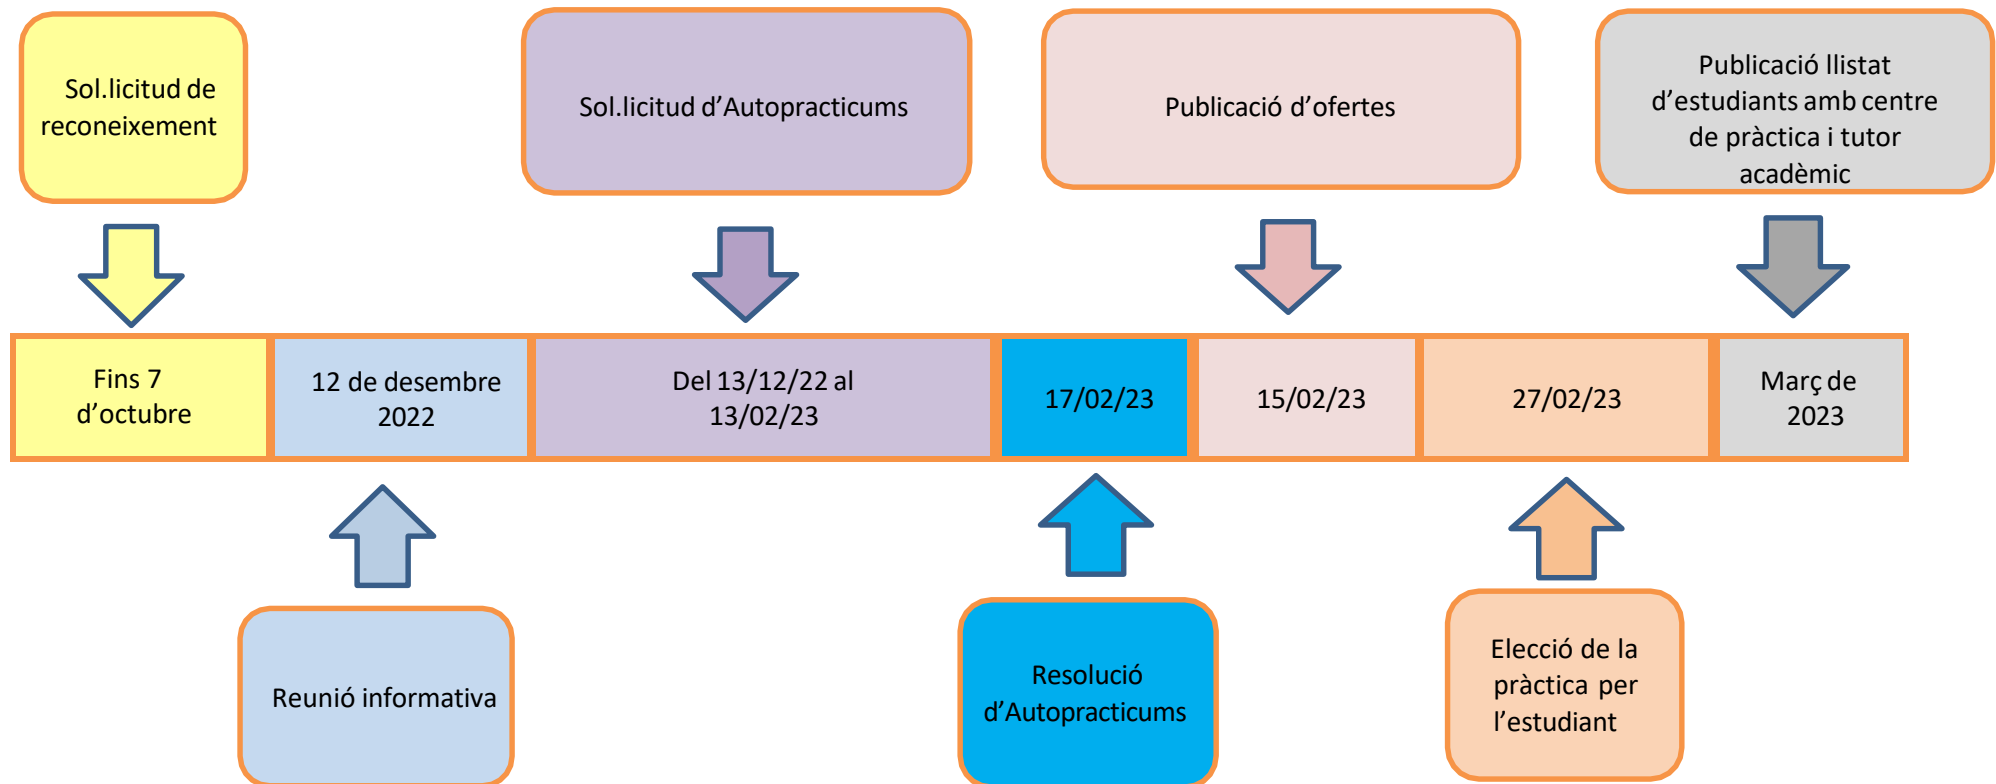 Sol.licitud de
reconeixement
Sol.licitud d’Autopracticums
Publicació d’ofertes
Publicació llistat
d’estudiants amb centre
de pràctica i tutor
acadèmic
Fins 7
d’octubre
12 de desembre
2022
Del 13/12/22 al
13/02/23
17/02/23
15/02/23
27/02/23
Març de
2023
Reunió informativa
Resolució
d’Autopracticums
Elecció de la
pràctica per
l’estudiant